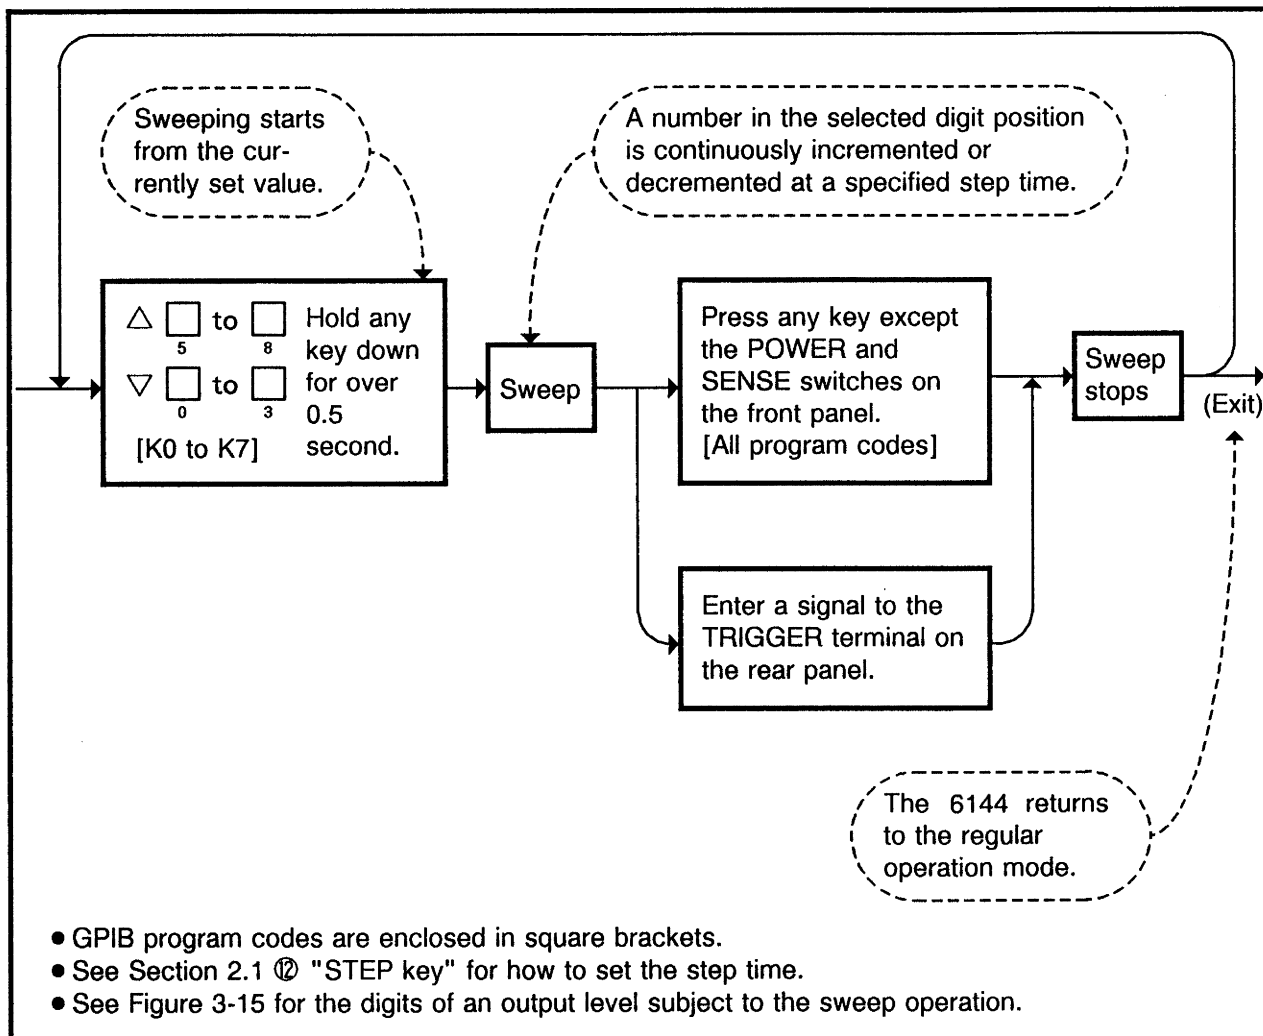 Sweeping starts
from the cur-
rently set value.
A number in the selected digit position
is continuously incremented or
decremented at a specified step time.
△ □ to □
5 8
▽ □ to □
0 3
[K0 to K7]
Hold any
key down
for over
0.5
second.
Sweep
Press any key except
the POWER and
SENSE switches on
the front panel.
[All program codes]
Sweep
stops
(Exit)
Enter a signal to the
TRIGGER terminal on
the rear panel.
The 6144 returns
to the regular
operation mode.
● GPIB program codes are enclosed in square brackets.
● See Section 2.1 ⑫ "STEP key" for how to set the step time.
● See Figure 3-15 for the digits of an output level subject to the sweep operation.